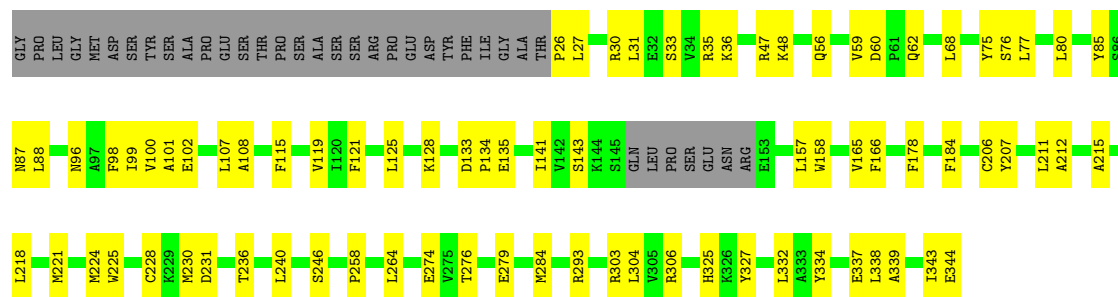 GLY PRO LEU GLY MET ASP SER TYR SER ALA PRO GLU SER THR PRO SER ALA SER SER ARG PRO GLU ASP TYR PHE ILE GLY ALA THR P26 L27 R30 L31 E32 S33 V34 R35 K36 R47 K48 Q56 V59 D60 P61 Q62 L68 Y75 S76 L77 L80 Y85 S86
N87 L88 N96 A97 F98 I99 V100 A101 E102 L107 A108 F115 V119 I120 F121 L125 K128 D133 P134 E135 I141 V142 S143 K144 S145 GLN LEU PRO SER GLU ASN ARG E153 L157 W158 V165 F166 F178 F184 C206 Y207 L211 A212 A215
L218 M221 M224 W225 C228 K229 M230 D231 T236 L240 S246 P258 L264 E274 V275 T276 E279 M284 R293 R303 L304 V305 R306 H325 K326 Y327 L332 A333 Y334 E337 L338 A339 I343 E344